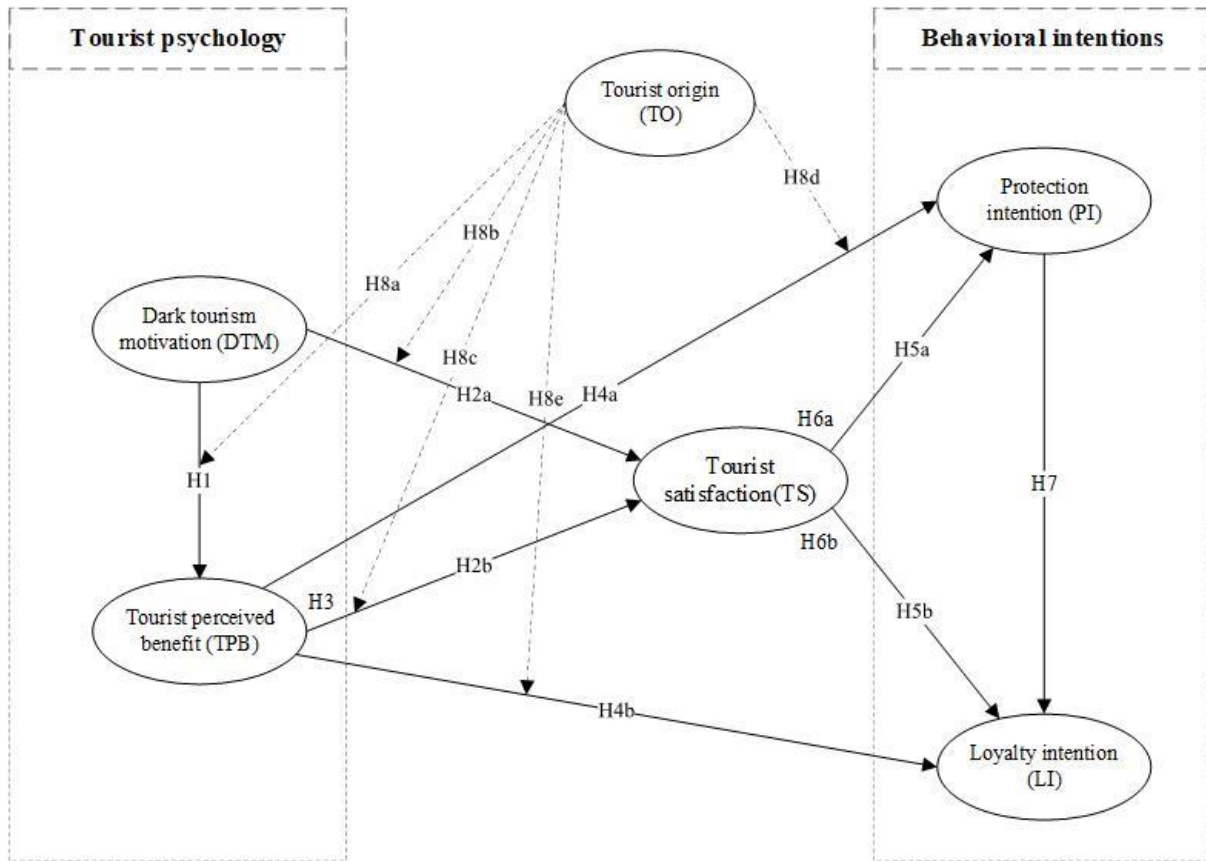 Tourist psychology
Behavioral intentions
Tourist origin
(TO)
H8d
Protection
intention (PI)
H8b
H8a
Dark tourism
motivation (DTM)
H8c
H2a
H8e
H4a
H5a
H6a
Tourist
satisfaction(TS)
H1
H7
H6b
H2b
H3
H5b
Tourist perceived
benefit (TPB)
H4b
Loyalty intention
(LI)